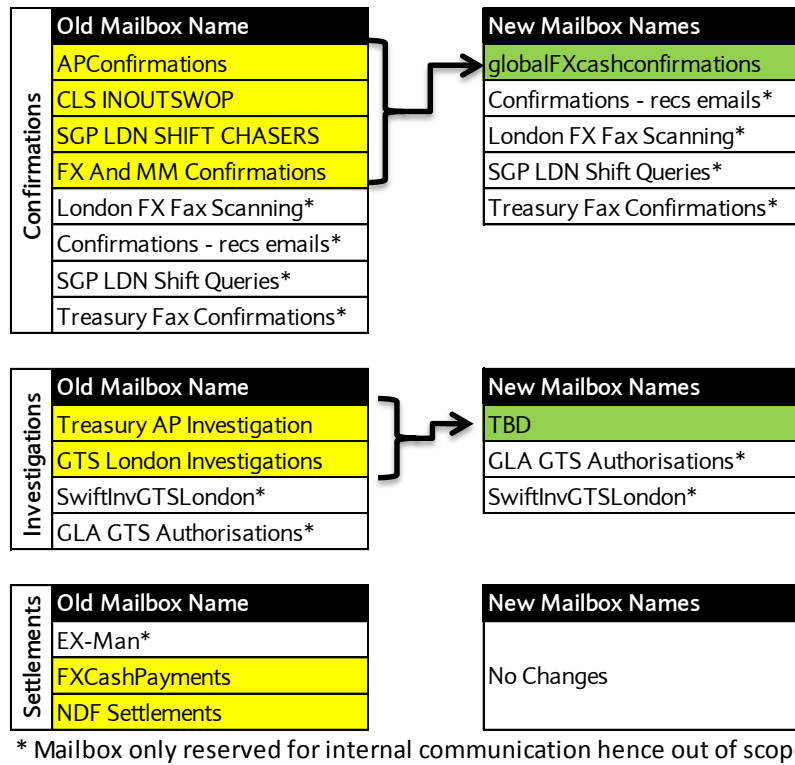 Confirmations
Old Mailbox Name
APConfirmations
CLS INOUTSWOP
SGP LDN SHIFT CHASERS
FX And MM Confirmations
London FX Fax Scanning*
Confirmations - recs emails*
SGP LDN Shift Queries*
Treasury Fax Confirmations*
New Mailbox Names
globalFXcashconfirmations
Confirmations - recs emails*
London FX Fax Scanning*
SGP LDN Shift Queries*
Treasury Fax Confirmations*
Investigations
Old Mailbox Name
Treasury AP Investigation
GTS London Investigations
SwiftInvGTSLondon*
GLA GTS Authorisations*
New Mailbox Names
TBD
GLA GTS Authorisations*
SwiftInvGTSLondon*
Settlements
Old Mailbox Name
EX-Man*
FXCashPayments
NDF Settlements
New Mailbox Names
No Changes
* Mailbox only reserved for internal communication hence out of scope